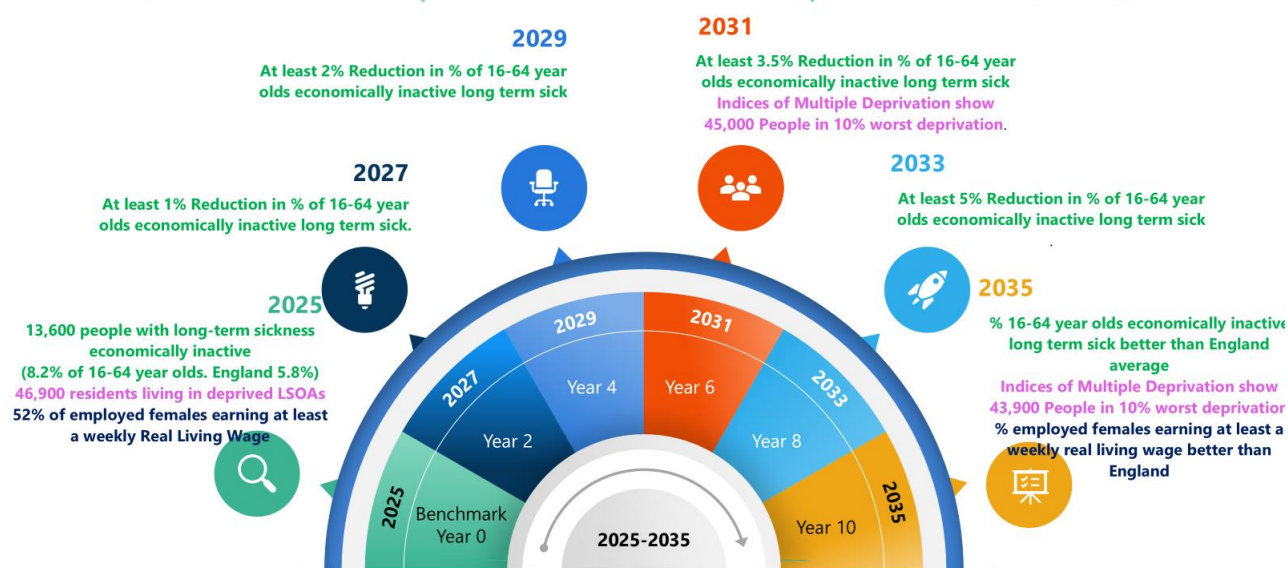 2029
At least 2% Reduction in % of 16-64 year
olds economically inactive long term sick
2031
At least 3.5% Reduction in % of 16-64 year
olds economically inactive long term sick
Indices of Multiple Deprivation show
45,000 People in 10% worst deprivation.
2027
At least 1% Reduction in % of 16-64 year
olds economically inactive long term sick.
2033
At least 5% Reduction in % of 16-64 year
olds economically inactive long term sick
.
2025
13,600 people with long-term sickness
economically inactive
(8.2% of 16-64 year olds. England 5.8%)
46,900 residents living in deprived LSOAs
52% of employed females earning at least
a weekly Real Living Wage
2035
% 16-64 year olds economically inactive
long term sick better than England
average
Indices of Multiple Deprivation show
43,900 People in 10% worst deprivation
% employed females earning at least a
weekly real living wage better than
England
2025
Benchmark
Year 0
2027
Year 2
2029
Year 4
2031
Year 6
2033
Year 8
2035
Year 10
2025-2035